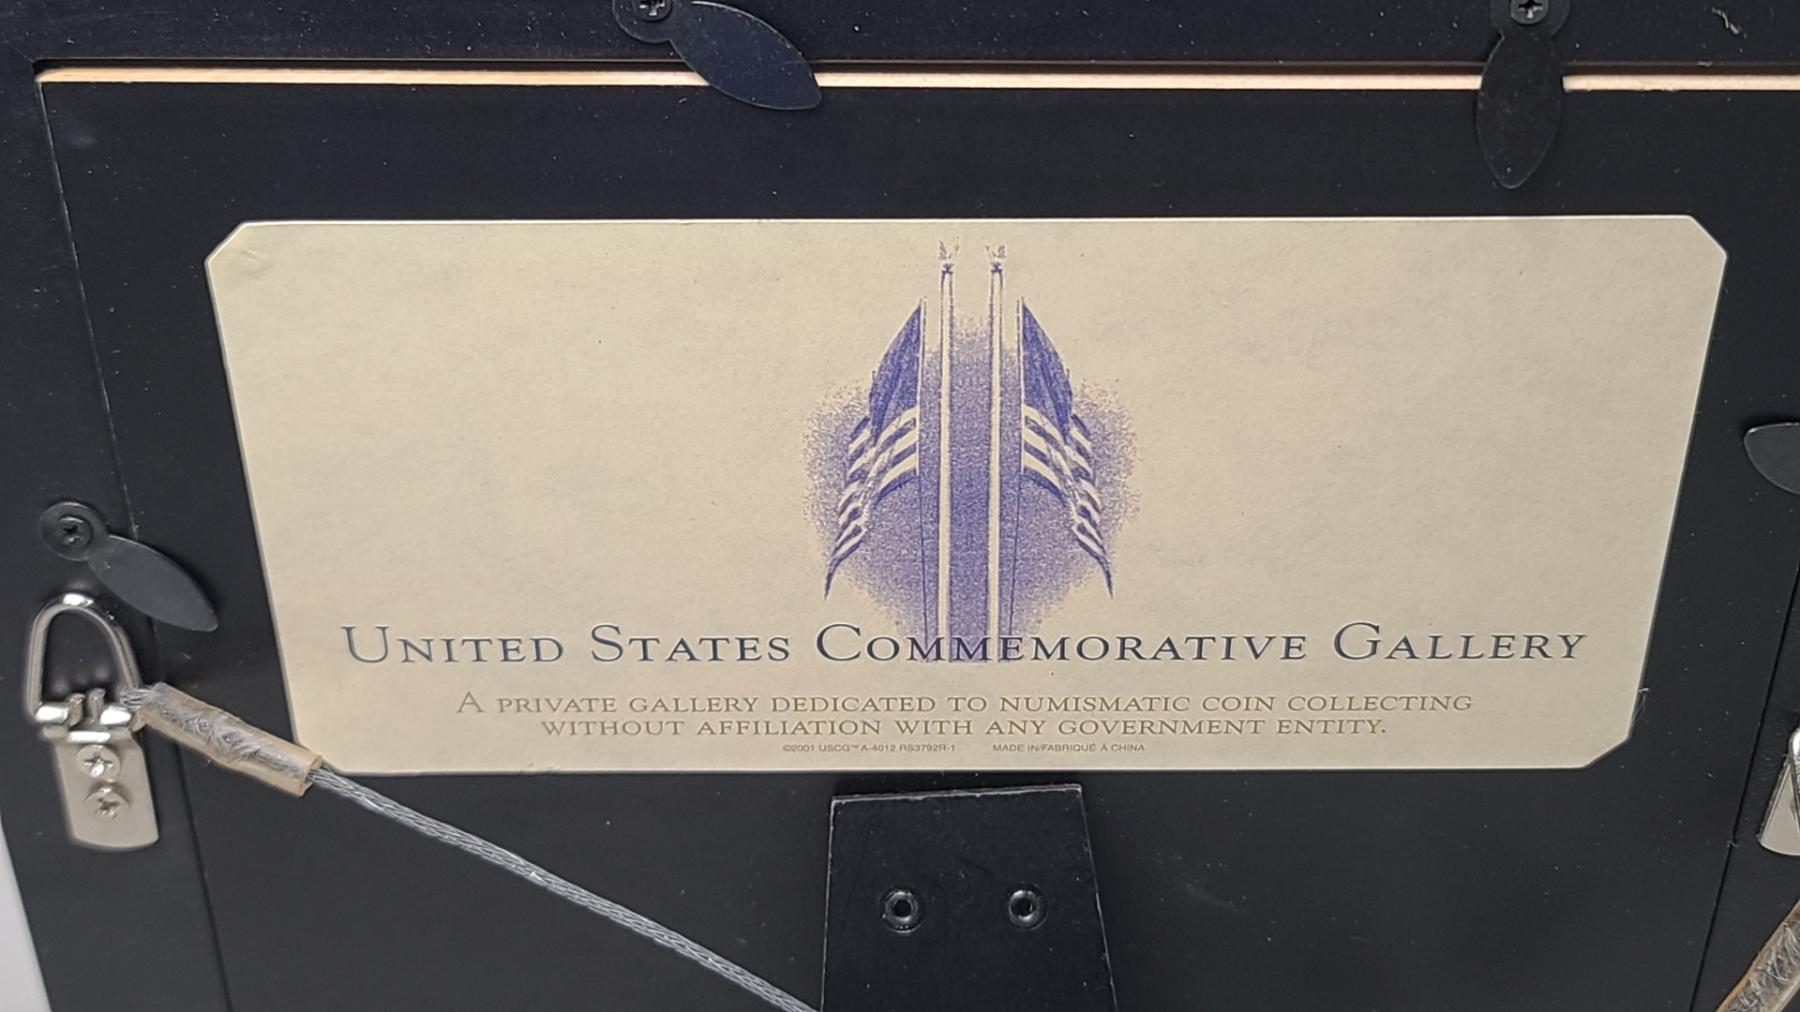 United States Commemorative Gallery
A private gallery dedicated to numismatic coin collecting
without affiliation with any government entity.
©2001 USCG™ A-4012 RS3792R-1 MADE IN/FABRIQUÉ À CHINA